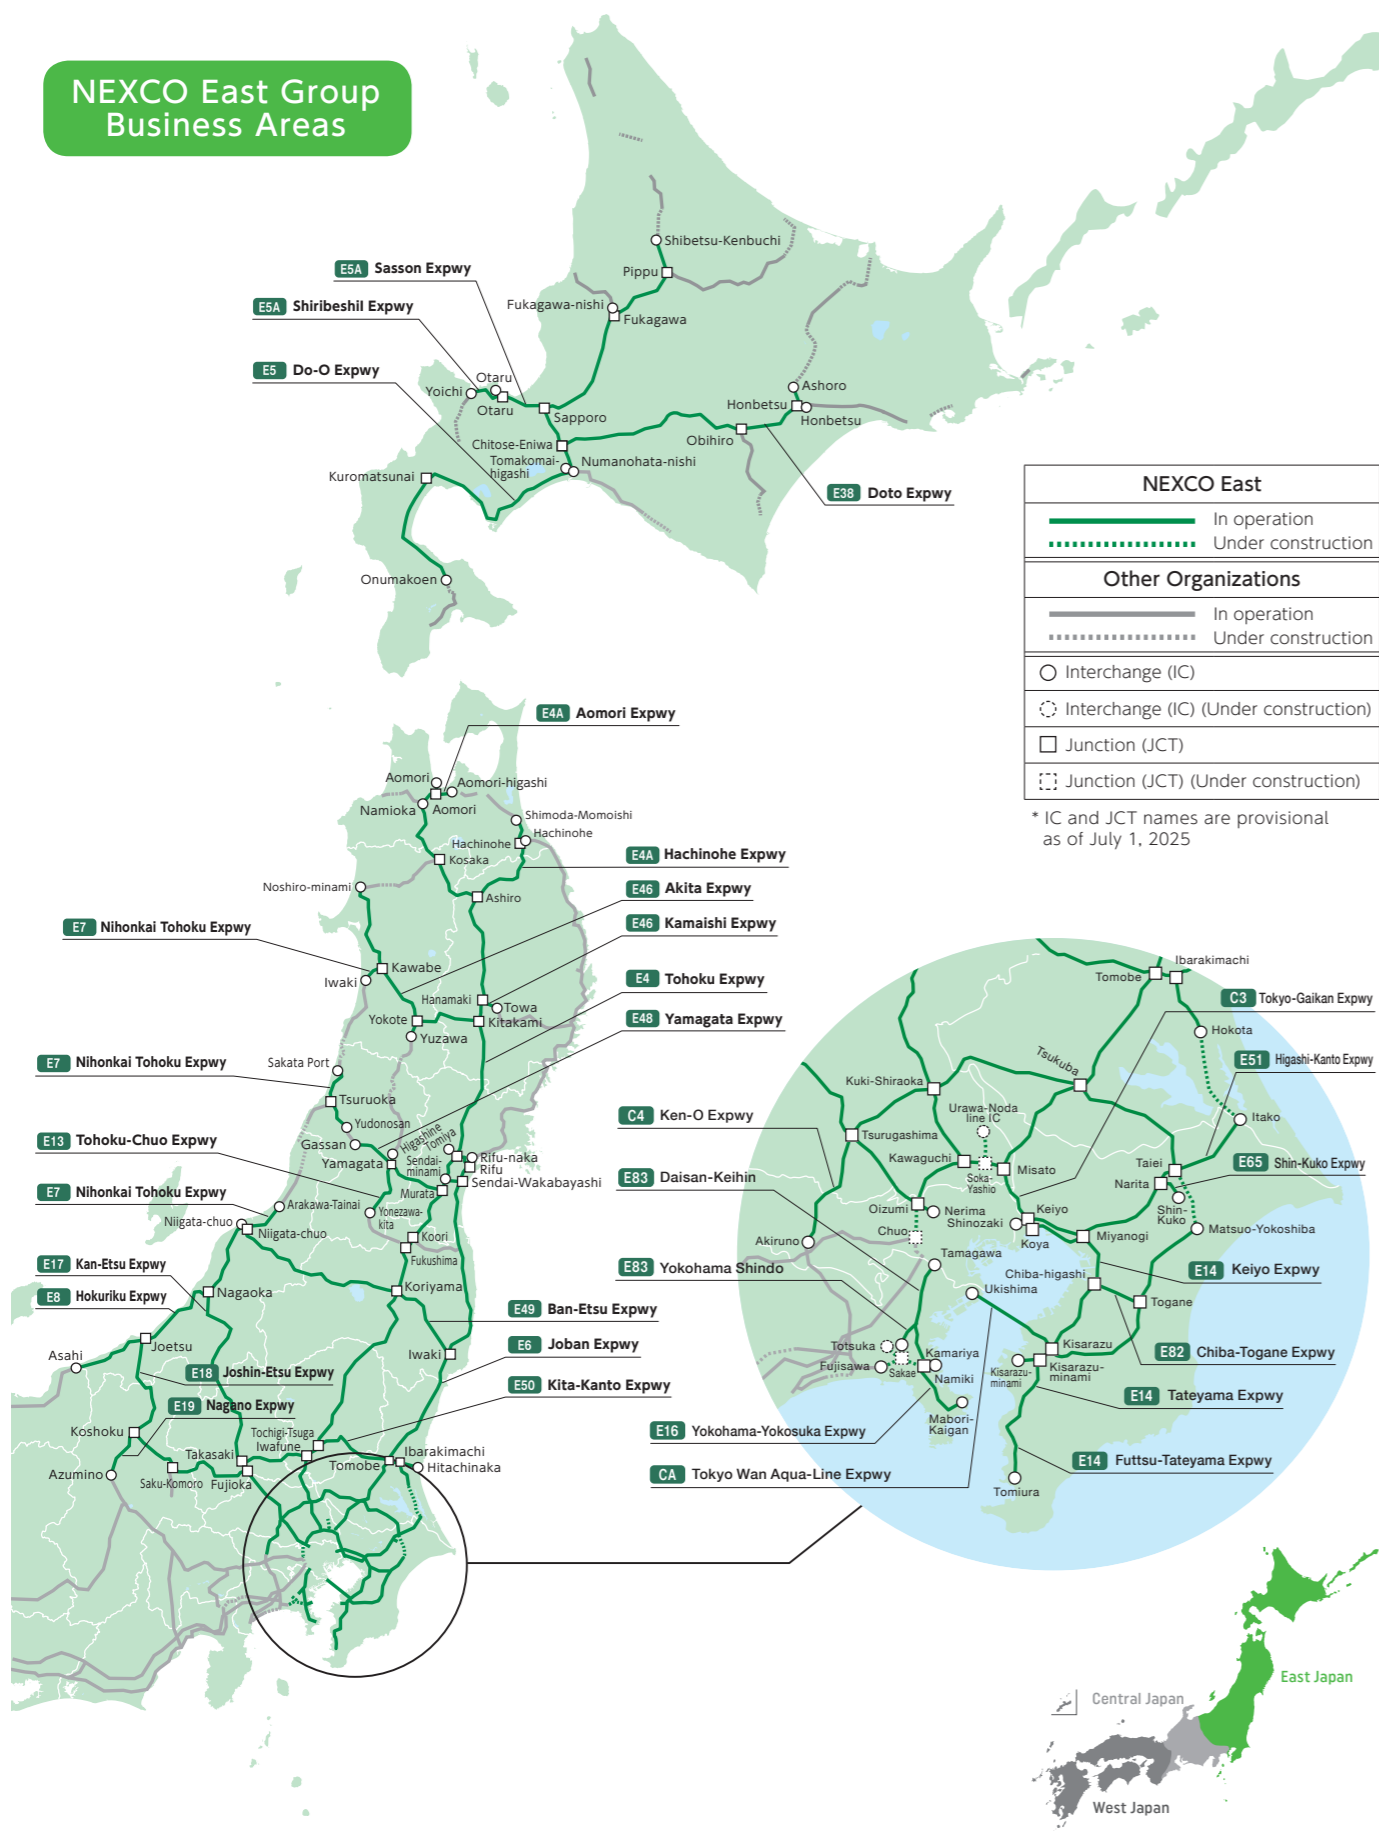 NEXCO East Group
Business Areas
Shibetsu-Kenbuchi
Pippu
E5A Sasson Expwy
Fukagawa-nishi
E5A Shiribeshil Expwy
Fukagawa
E5 Do-O Expwy
Otaru
Yoichi
Otaru
Sapporo
Ashoro
Honbetsu
Honbetsu
Obihiro
Chitose-Eniwa
Tomakomai-
higashi
Numanohata-nishi
Kuromatsunai
E38 Doto Expwy
Onumakoen
NEXCO East
In operation
Under construction
Other Organizations
In operation
Under construction
Interchange (IC)
Interchange (IC) (Under construction)
Junction (JCT)
Junction (JCT) (Under construction)
* IC and JCT names are provisional
as of July 1, 2025
E4A Aomori Expwy
Aomori
Aomori-higashi
Namioka
Aomori
Shimoda-Momoishi
Hachinohe
Hachinohe
E4A Hachinohe Expwy
Kosaka
Noshiro-minami
E46 Akita Expwy
Ashiro
E46 Kamaishi Expwy
E7 Nihonkai Tohoku Expwy
Kawabe
Iwaki
E4 Tohoku Expwy
Hanamaki
Towa
Yokote
Kitakami
E48 Yamagata Expwy
Yuzawa
Sakata Port
E7 Nihonkai Tohoku Expwy
Tsuruoka
Yudonosan
E13 Tohoku-Chuo Expwy
Gassan
Higashine
Tomiya
Yamagata
Sendai-
minami
Rifu-naka
Rifu
Sendai-Wakabayashi
E7 Nihonkai Tohoku Expwy
Murata
Arakawa-Tainai
Yonezawa-
kita
Niigata-chuo
Niigata-chuo
Koori
Fukushima
E17 Kan-Etsu Expwy
Nagaoka
Koriyama
E8 Hokuriku Expwy
E49 Ban-Etsu Expwy
Joetsu
Asahi
E6 Joban Expwy
Iwaki
E18 Joshin-Etsu Expwy
E50 Kita-Kanto Expwy
E19 Nagano Expwy
Koshoku
Tochigi-Tsuga
Iwafune
Takasaki
Ibarakimachi
Tomobe
Hitachinaka
Azumino
Saku-Komoro
Fujioka
Ibarakimachi
Tomobe
C3 Tokyo-Gaikan Expwy
Hokota
Tsukuba
E51 Higashi-Kanto Expwy
Kuki-Shiraoka
Urawa-Noda
line IC
C4 Ken-O Expwy
Itako
Tsurugashima
Kawaguchi
Soka-
Yashio
Misato
Taiei
E65 Shin-Kuko Expwy
E83 Daisan-Keihin
Narita
Shin-
Kuko
Oizumi
Nerima
Shinozaki
Keiyo
Koya
Chuo
Miyanogi
Matsuo-Yokoshiba
Akiruno
Tamagawa
E83 Yokohama Shindo
Chiba-higashi
E14 Keiyo Expwy
Ukishima
Togane
Totsuka
Kisarazu
Fujisawa
Sakae
Kamariya
Namiki
Kisarazu-
minami
Kisarazu-
minami
E82 Chiba-Togane Expwy
E14 Tateyama Expwy
Mabori-
Kaigan
E16 Yokohama-Yokosuka Expwy
E14 Futtsu-Tateyama Expwy
CA Tokyo Wan Aqua-Line Expwy
Tomiura
East Japan
Central Japan
West Japan